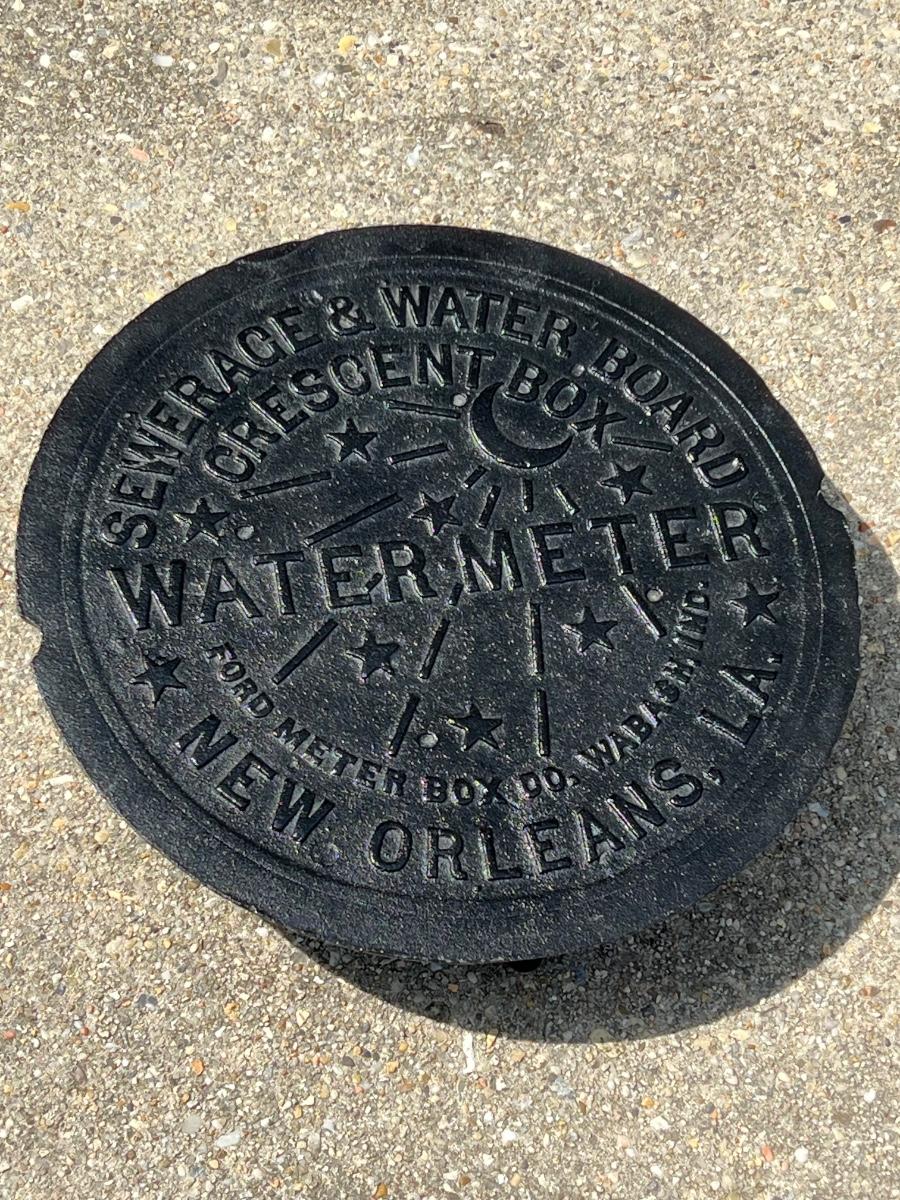 SEWERAGE & WATER BOARD
CRESCENT BOX
WATER METER
FORD METER BOX CO. WABASH, IND.
NEW ORLEANS, LA.